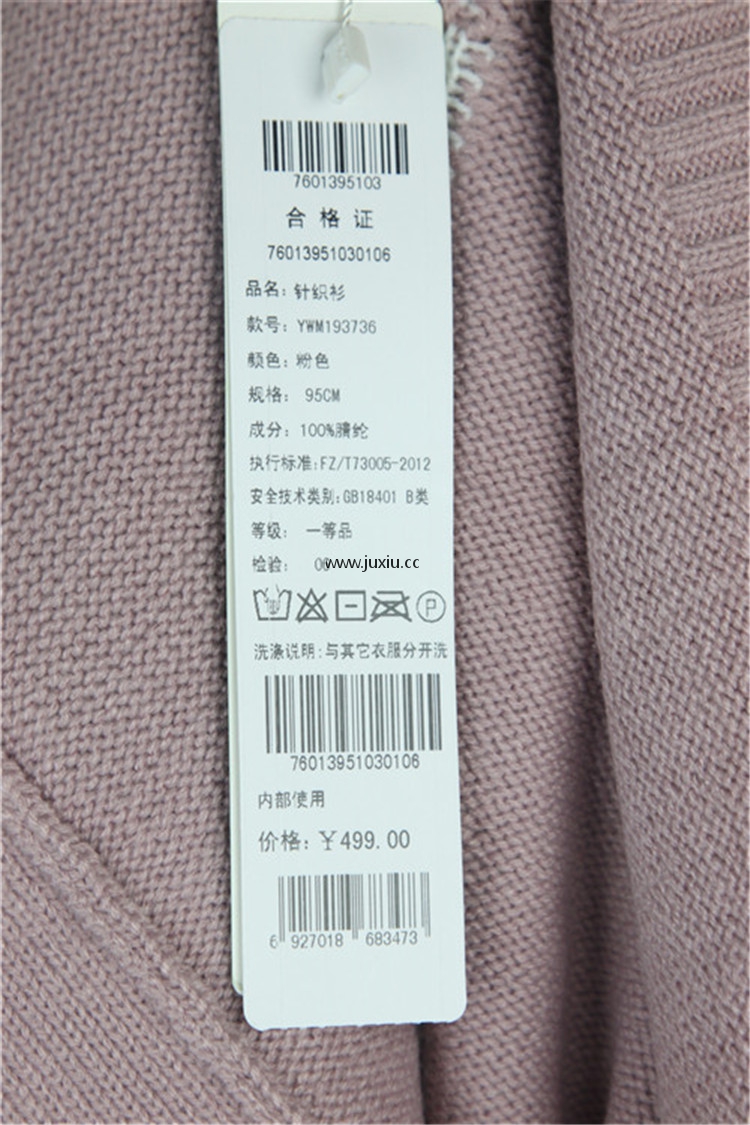 7601395103
合格证
76013951030106
品名: 针织衫
款号: YWM193736
颜色: 粉色
规格: 95CM
成分: 100%腈纶
执行标准:FZ/T73005-2012
安全技术类别:GB18401 B类
等级: 一等品
检验:
www.juxiu.cc
P
洗涤说明:与其它衣服分开洗
76013951030106
内部使用
价格: ¥499.00
6 927018 683473